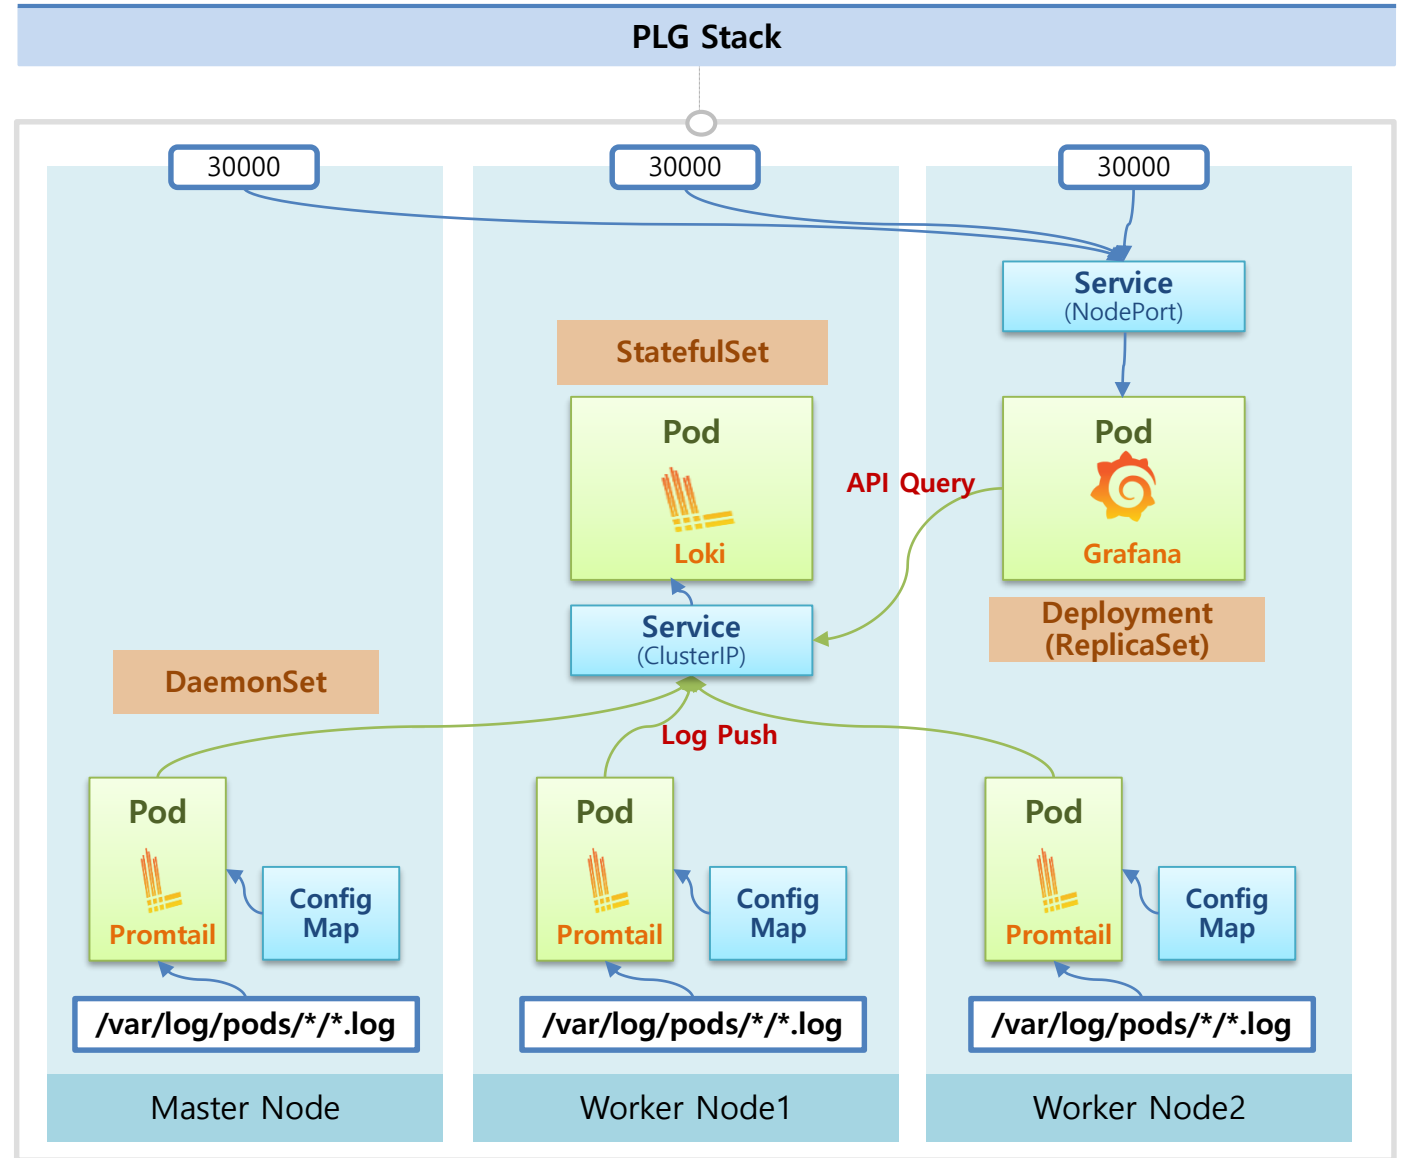 PLG Stack
30000
30000
30000
Service
(NodePort)
StatefulSet
Pod
Loki
Pod
Grafana
API Query
Deployment
(ReplicaSet)
Service
(ClusterIP)
DaemonSet
Log Push
Pod
Promtail
Config
Map
Pod
Promtail
Config
Map
Pod
Promtail
Config
Map
/var/log/pods/*/*.log
/var/log/pods/*/*.log
/var/log/pods/*/*.log
Master Node
Worker Node1
Worker Node2